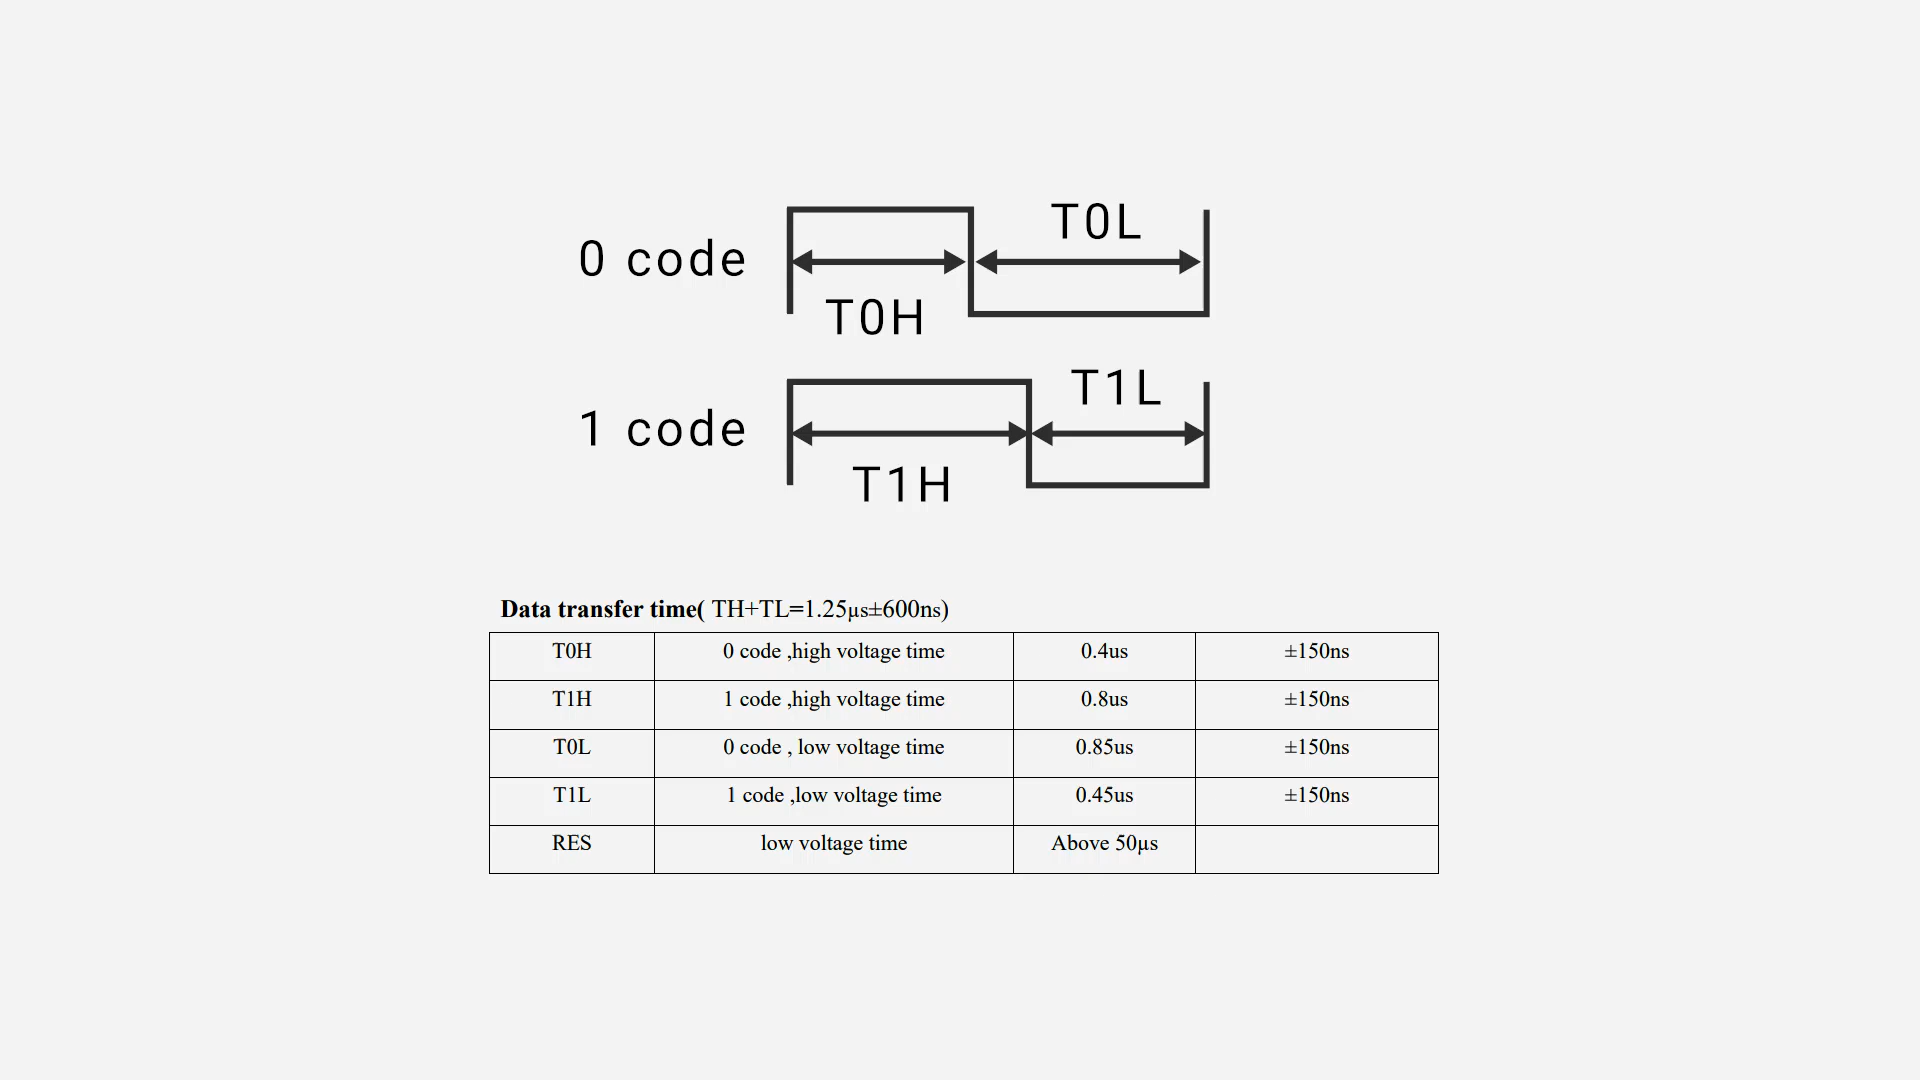 0 code
T0H
T0L
1 code
T1H
T1L
Data transfer time( TH+TL=1.25µs±600ns)
T0H 0 code ,high voltage time 0.4us ±150ns
T1H 1 code ,high voltage time 0.8us ±150ns
T0L 0 code , low voltage time 0.85us ±150ns
T1L 1 code ,low voltage time 0.45us ±150ns
RES low voltage time Above 50µs